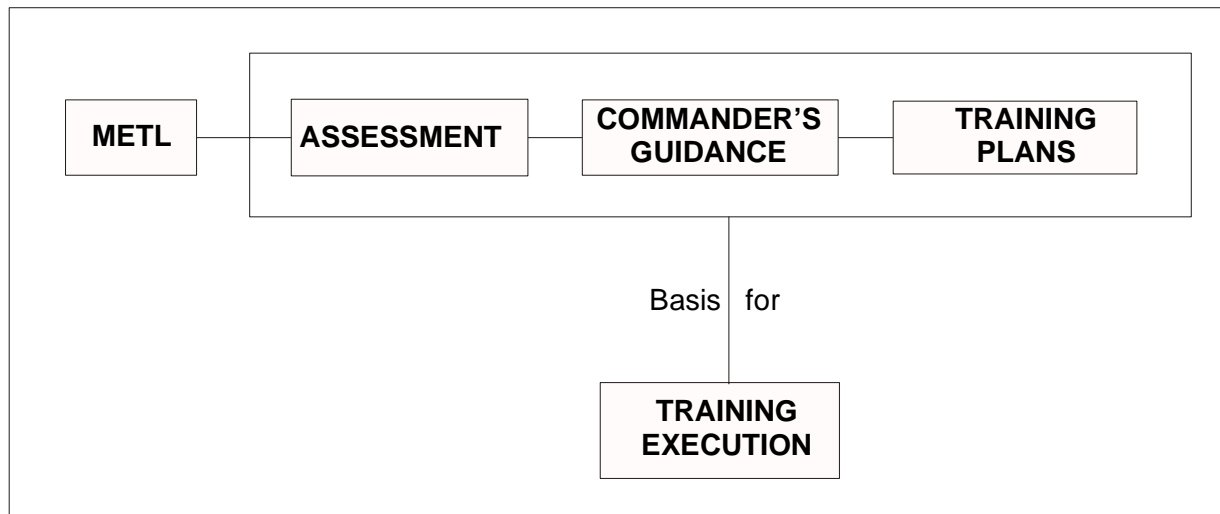 METL
ASSESSMENT
COMMANDER’S
GUIDANCE
TRAINING
PLANS
Basis for
TRAINING
EXECUTION